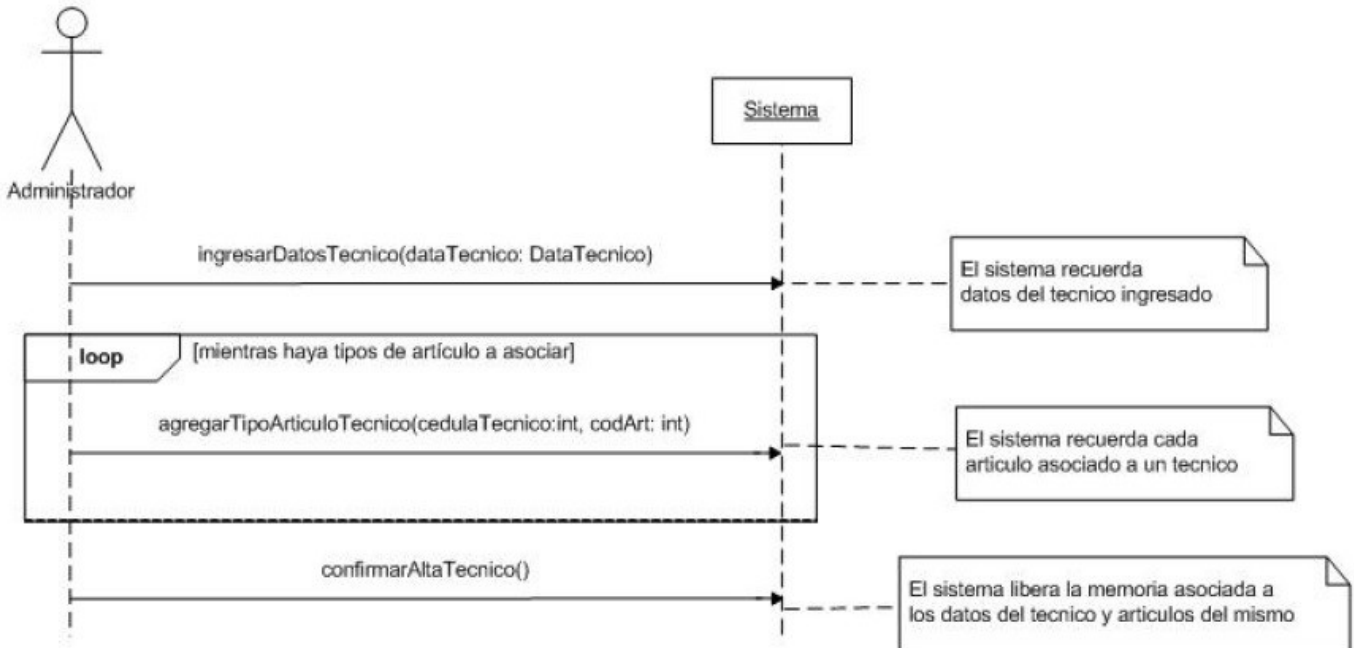 Sistema
Administrador
ingresarDatosTecnico(dataTecnico: DataTecnico)
El sistema recuerda
datos del tecnico ingresado
loop
[mientras haya tipos de artículo a asociar]
agregarTipoArticuloTecnico(cedulaTecnico:int, codArt: int)
El sistema recuerda cada
articulo asociado a un tecnico
confirmarAltaTecnico()
El sistema libera la memoria asociada a
los datos del tecnico y articulos del mismo